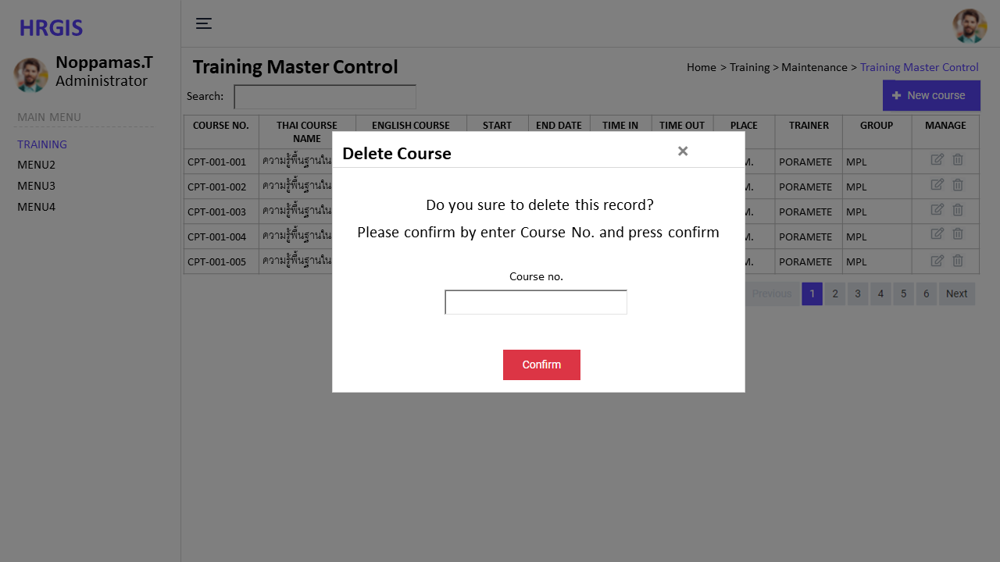 HRGIS
Noppamas.T
Administrator
MAIN MENU
TRAINING
MENU2
MENU3
MENU4
Training Master Control
Home > Training > Maintenance > Training Master Control
Search:
+ New course
COURSE NO. THAI COURSE NAME ENGLISH COURSE START END DATE TIME IN TIME OUT PLACE TRAINER GROUP MANAGE
CPT-001-001 ความรู้พื้นฐานใน M. PORAMETE MPL
CPT-001-002 ความรู้พื้นฐานใน M. PORAMETE MPL
CPT-001-003 ความรู้พื้นฐานใน M. PORAMETE MPL
CPT-001-004 ความรู้พื้นฐานใน M. PORAMETE MPL
CPT-001-005 ความรู้พื้นฐานใน M. PORAMETE MPL
Previous 1 2 3 4 5 6 Next
Delete Course ×
Do you sure to delete this record?
Please confirm by enter Course No. and press confirm
Course no.
Confirm